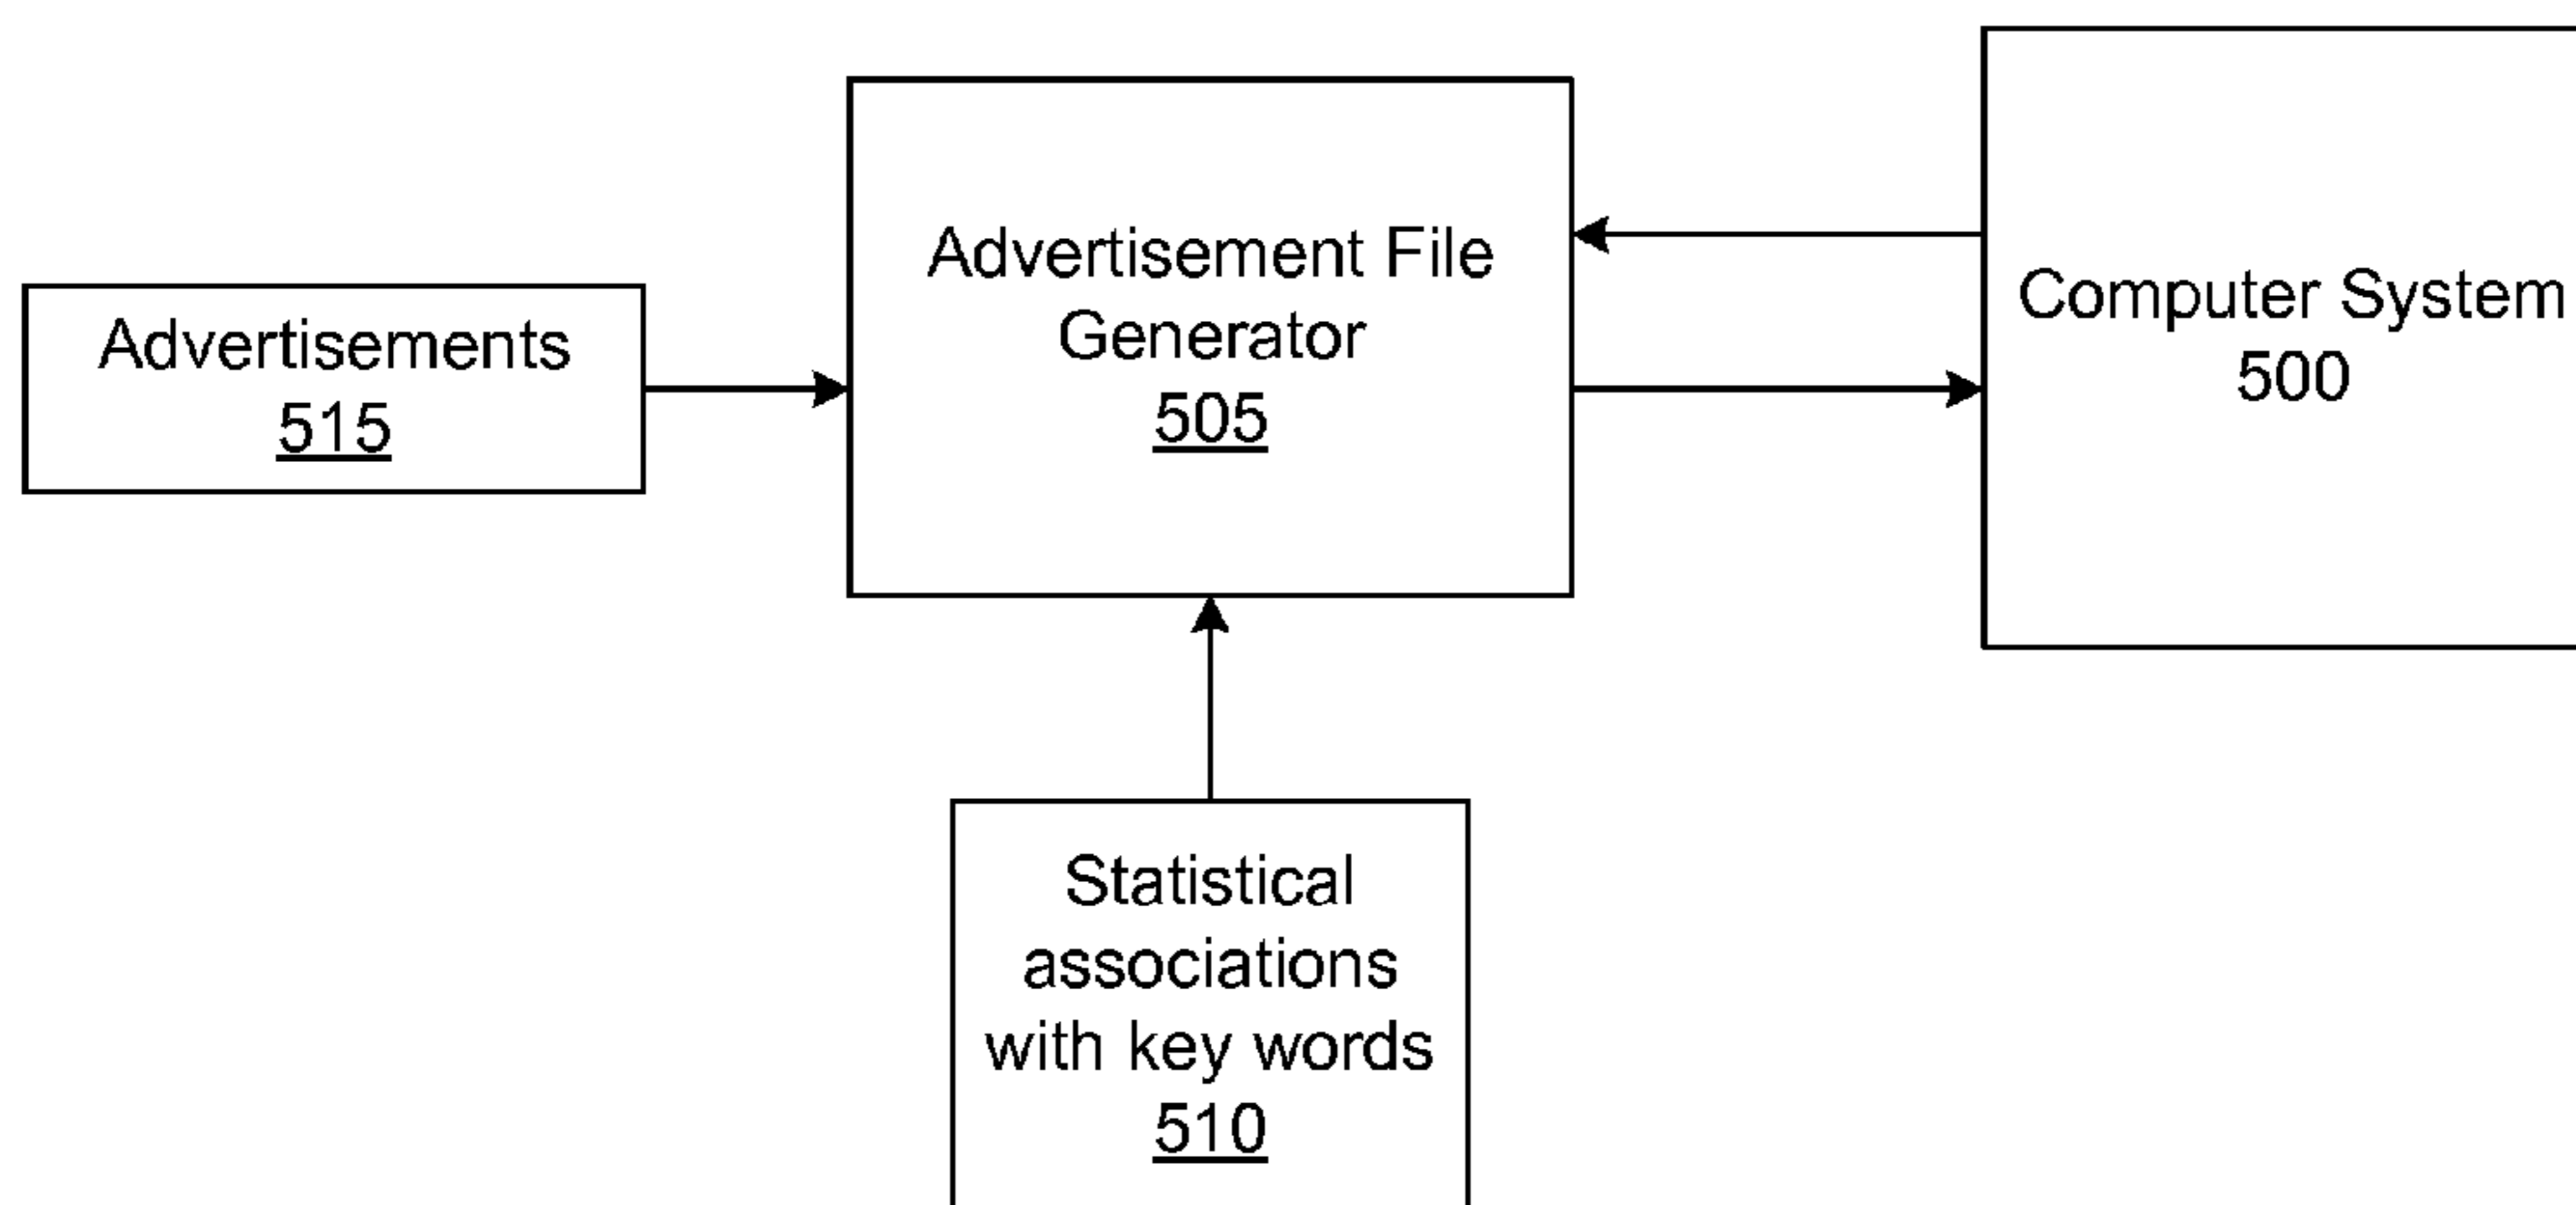 Advertisements
515
Advertisement File
Generator
505
Computer System
500
Statistical
associations
with key words
510